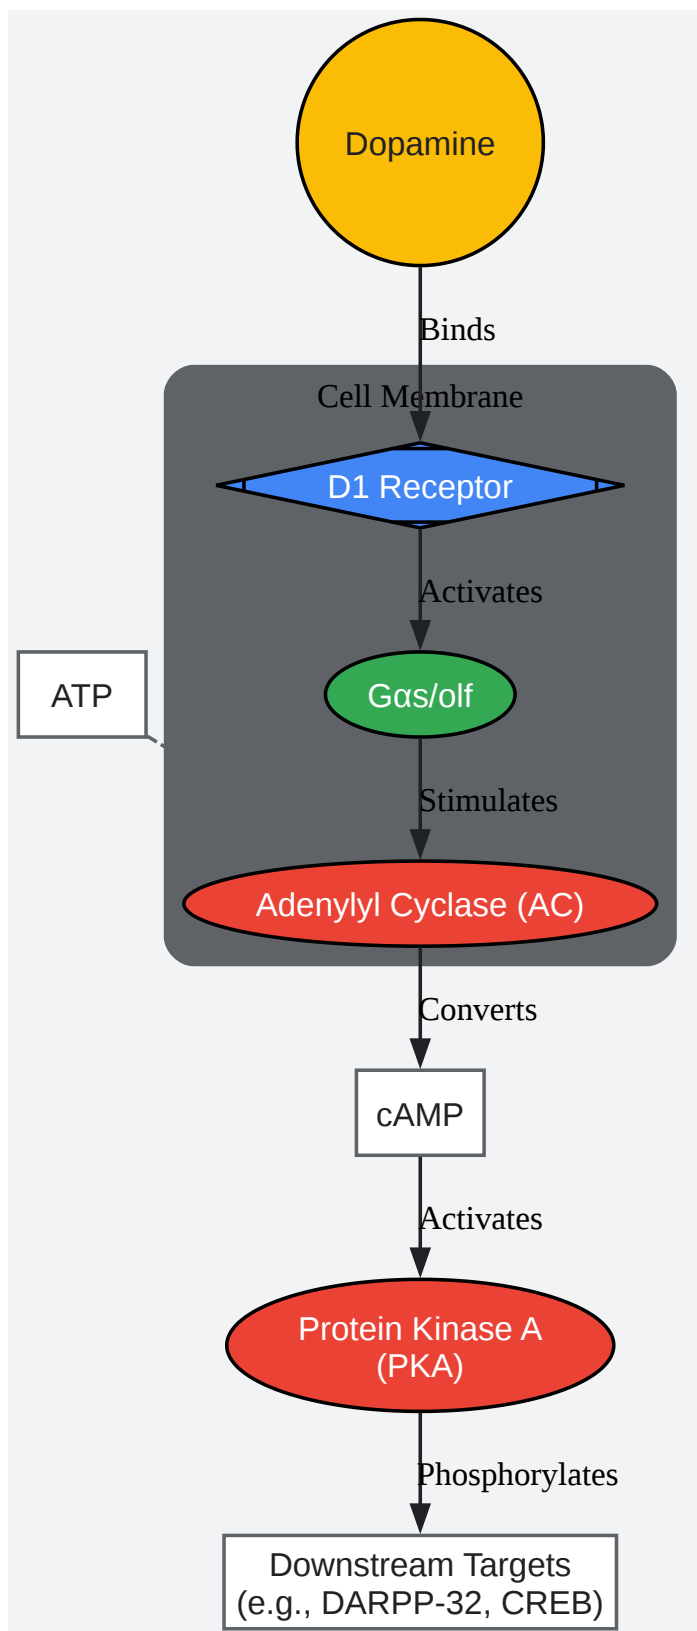 Dopamine
Binds
Cell Membrane
D1 Receptor
Activates
ATP
Gαs/olf
Stimulates
Adenylyl Cyclase (AC)
Converts
cAMP
Activates
Protein Kinase A
(PKA)
Phosphorylates
Downstream Targets
(e.g., DARPP-32, CREB)